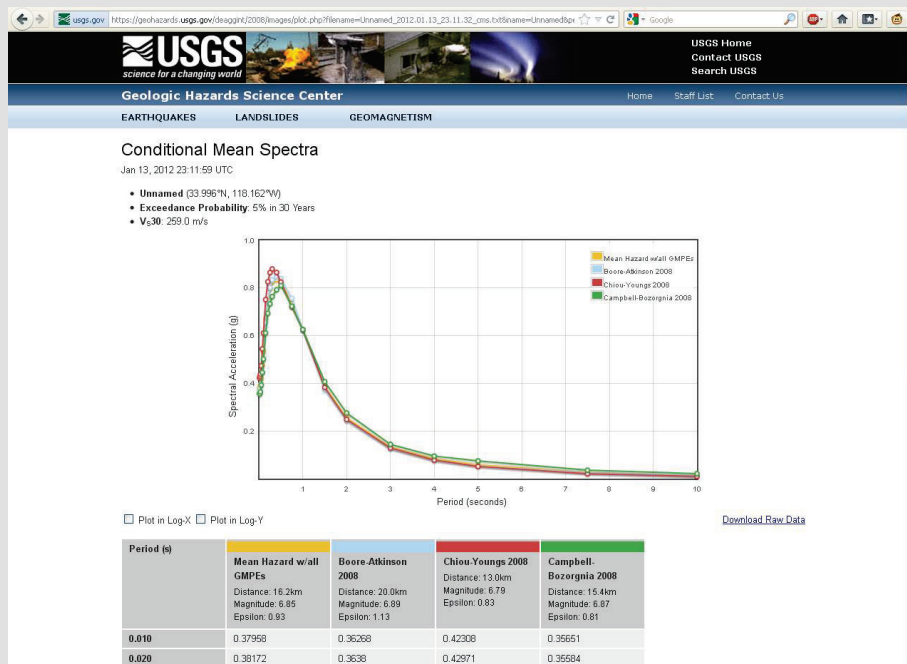 usgs.gov https://geohazards.usgs.gov/deaggint/2008/images/plot.php?filename=Unnamed_2012.01.13_23.11.32_cms.txt&name=Unnamed&pr
Google
USGS
science for a changing world
USGS Home
Contact USGS
Search USGS
Geologic Hazards Science Center
Home Staff List Contact Us
EARTHQUAKES LANDSLIDES GEOMAGNETISM
Conditional Mean Spectra
Jan 13, 2012 23:11:59 UTC
• Unnamed (33.996°N, 118.162°W)
• Exceedance Probability: 5% in 30 Years
• VS30: 259.0 m/s
1.0
Mean Hazard w/all GMPEs
Boore-Atkinson 2008
0.8
Chiou-Youngs 2008
Campbell-Bozorgnia 2008
0.6
0.4
0.2
Spectral Acceleration (g)
1 2 3 4 5 6 7 8 9 10
Period (seconds)
Plot in Log-X Plot in Log-Y
Download Raw Data
Period (s)
Mean Hazard w/all GMPEs
Distance: 16.2km
Magnitude: 6.85
Epsilon: 0.93
Boore-Atkinson 2008
Distance: 20.0km
Magnitude: 6.89
Epsilon: 1.13
Chiou-Youngs 2008
Distance: 13.0km
Magnitude: 6.79
Epsilon: 0.83
Campbell-Bozorgnia 2008
Distance: 15.4km
Magnitude: 6.87
Epsilon: 0.81
0.010 0.37958 0.36268 0.42308 0.35651
0.020 0.38172 0.3638 0.42971 0.35584